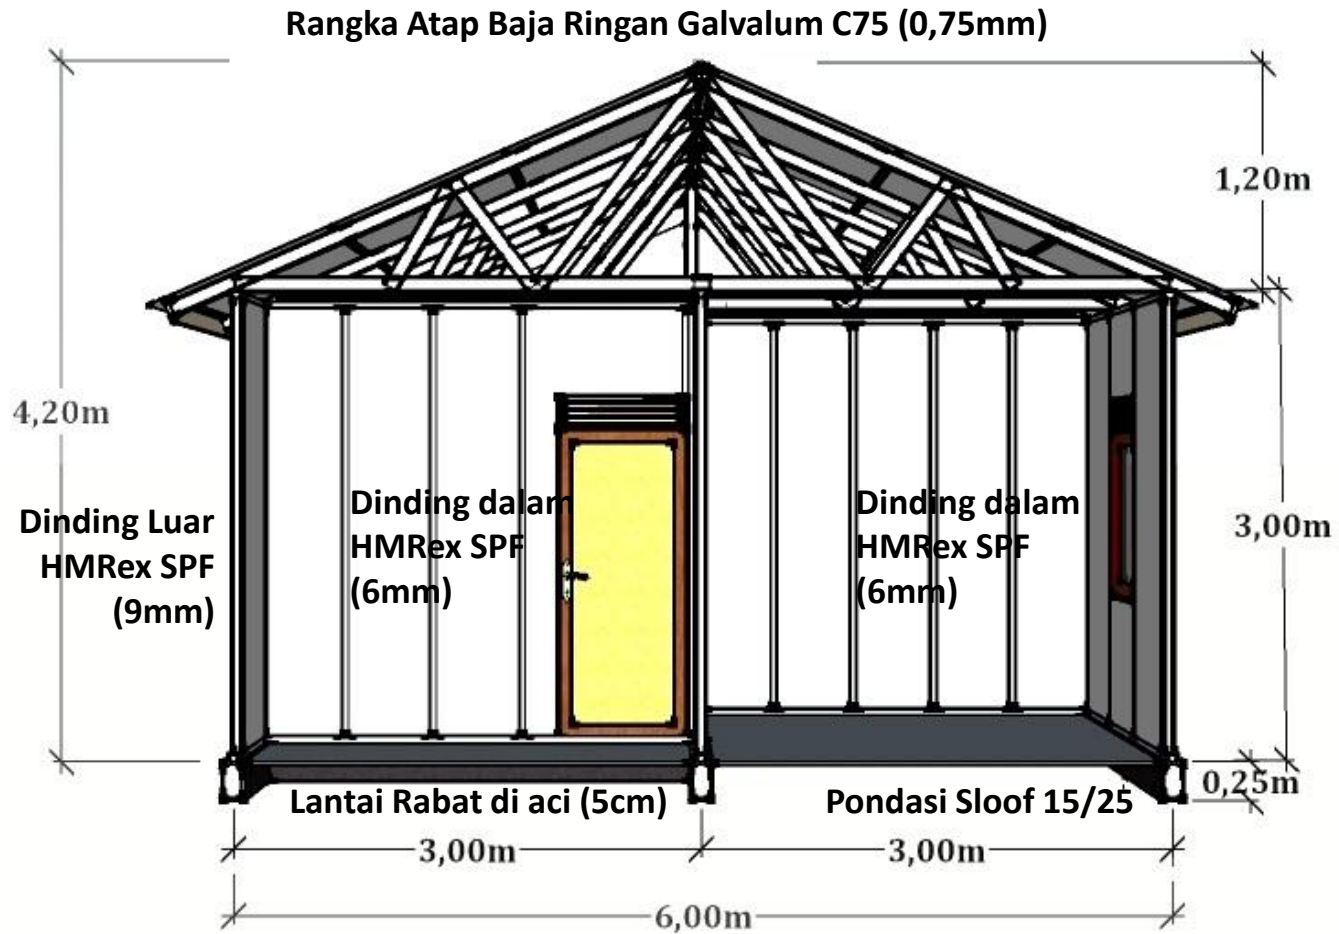 Rangka Atap Baja Ringan Galvalum C75 (0,75mm)
1,20m
4,20m
Dinding Luar
HMRex SPF
(9mm)
Dinding dalam
HMRex SPF
(6mm)
Dinding dalam
HMRex SPF
(6mm)
3,00m
0,25m
Lantai Rabat di aci (5cm)
Pondasi Sloof 15/25
3,00m
3,00m
6,00m